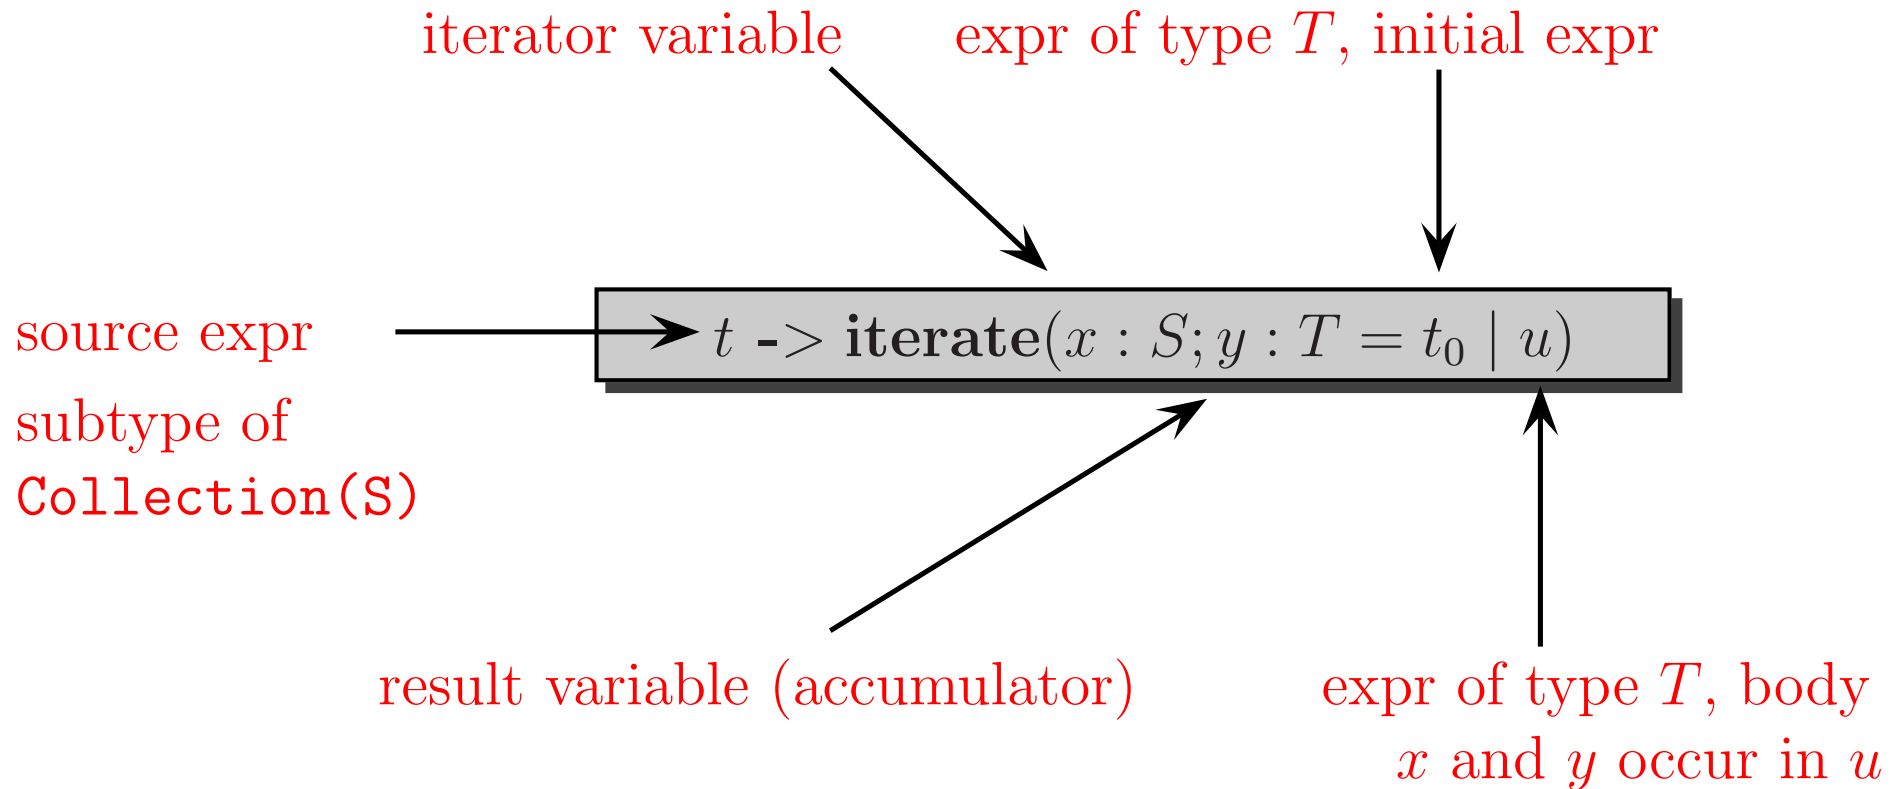 iterator variable
expr of type T, initial expr
source expr
t -> iterate(x : S; y : T = t₀ | u)
subtype of
Collection(S)
result variable (accumulator)
expr of type T, body
x and y occur in u